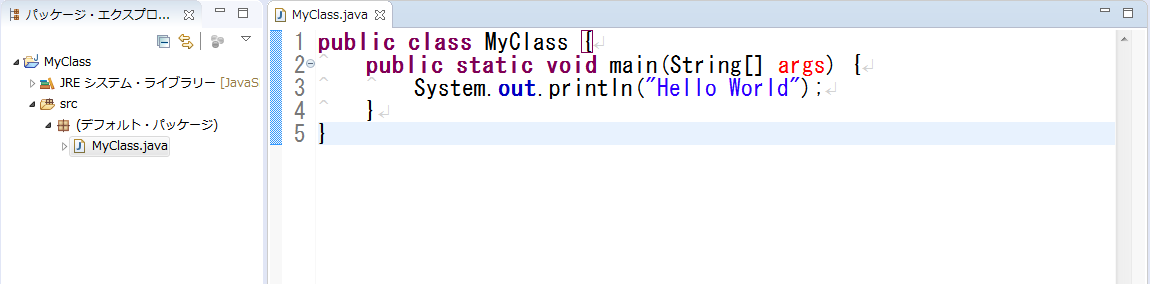 パッケージ・エクスプロ...
MyClass
JRE システム・ライブラリー [JavaS
src
(デフォルト・パッケージ)
MyClass.java
MyClass.java
1 public class MyClass {
2 public static void main(String[] args) {
3 System.out.println("Hello World");
4 }
5 }